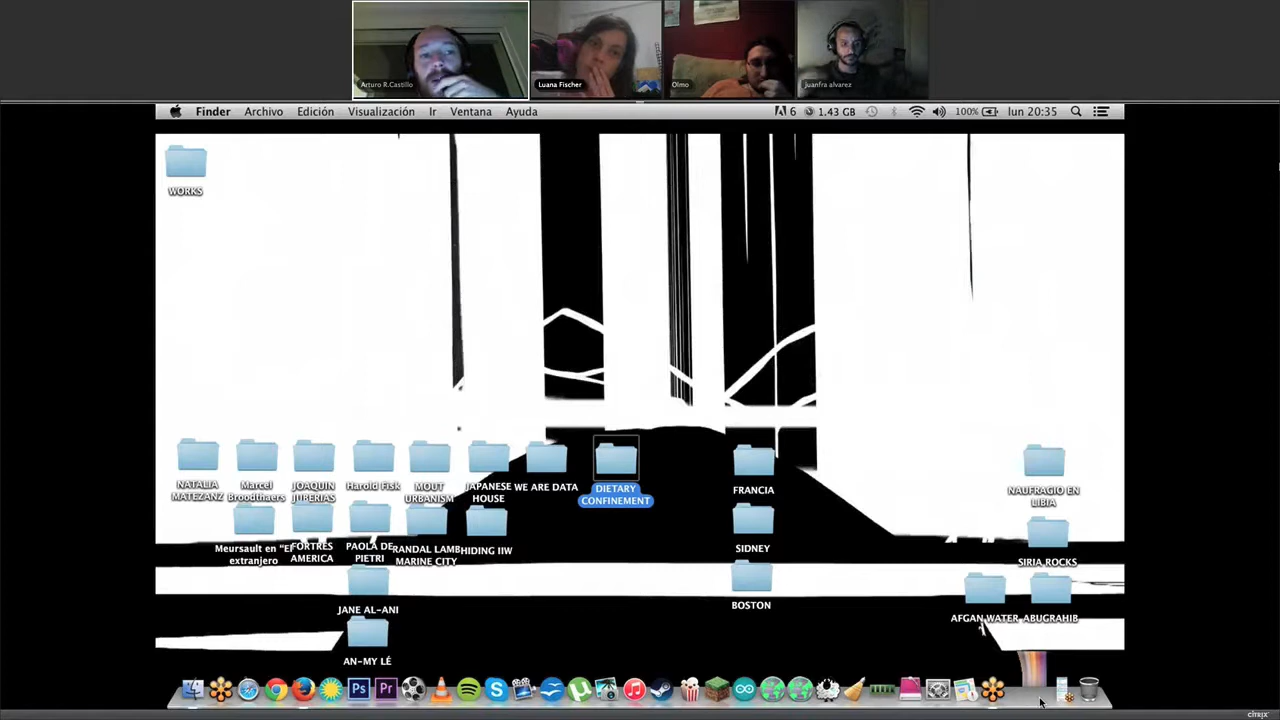 Arturo R.Castillo
Luana Fischer
Olmo
juanfra alvarez
Finder Archivo Edición Visualización Ir Ventana Ayuda
6 1.43 GB 100% lun 20:35
WORKS
NATALIA
MATEZANZ
Marcel
Broodthaers
JOAQUIN
JUBERIAS
Harold Fisk
MOUT
URBANISM
JAPANESE
HOUSE
WE ARE DATA
DIETARY
CONFINEMENT
FRANCIA
NAUFRAGIO EN
LIBIA
Meursault en "El
extranjero
FORTRES
AMERICA
PAOLA DE
PIETRI
RANDAL LAMB
MARINE CITY
HIDING IIW
SIDNEY
SIRIA ROCKS
JANE AL-ANI
BOSTON
AFGAN WATER
ABUGRAHIB
AN-MY LÉ
Ps
Pr
CITRIX